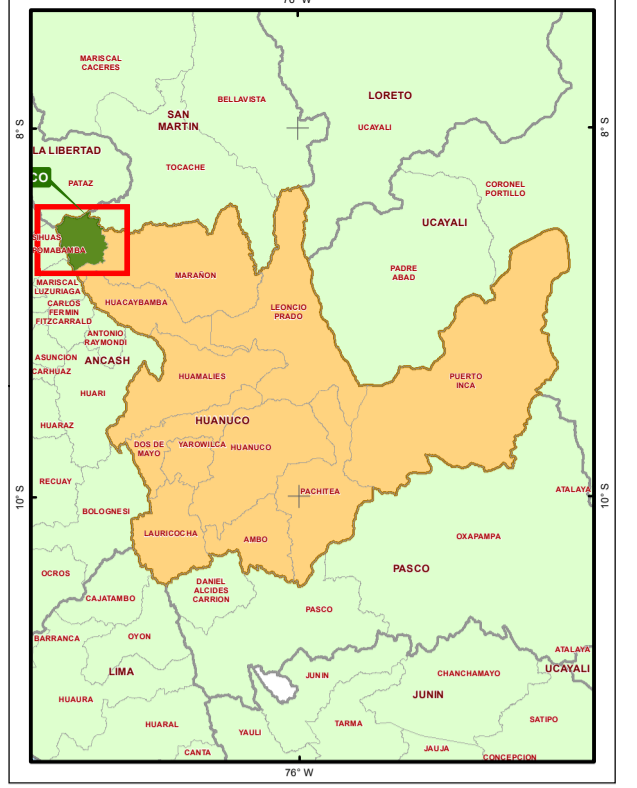 76° W
MARISCAL
CACERES
BELLAVISTA
LORETO
SAN
MARTIN
UCAYALI
8° S
8° S
LA LIBERTAD
TOCACHE
CO
PATAZ
CORONEL
PORTILLO
UCAYALI
SIHUAS
POMABAMBA
PADRE
ABAD
MARAÑON
MARISCAL
LUZURIAGA
HUACAYBAMBA
CARLOS
FERMIN
FITZCARRALD
LEONCIO
PRADO
ANTONIO
RAYMONDI
ASUNCION
ANCASH
CARHUAZ
HUAMALIES
PUERTO
INCA
HUARI
HUARAZ
HUANUCO
DOS DE
MAYO
YAROWILCA
HUANUCO
RECUAY
PACHITEA
ATALAYA
10° S
10° S
BOLOGNESI
LAURICOCHA
AMBO
OXAPAMPA
OCROS
DANIEL
ALCIDES
CARRION
PASCO
CAJATAMBO
PASCO
BARRANCA
OYON
ATALAYA
LIMA
JUNIN
CHANCHAMAYO
UCAYALI
HUAURA
JUNIN
HUARAL
YAULI
TARMA
SATIPO
CANTA
JAUJA
CONCEPCION
76° W